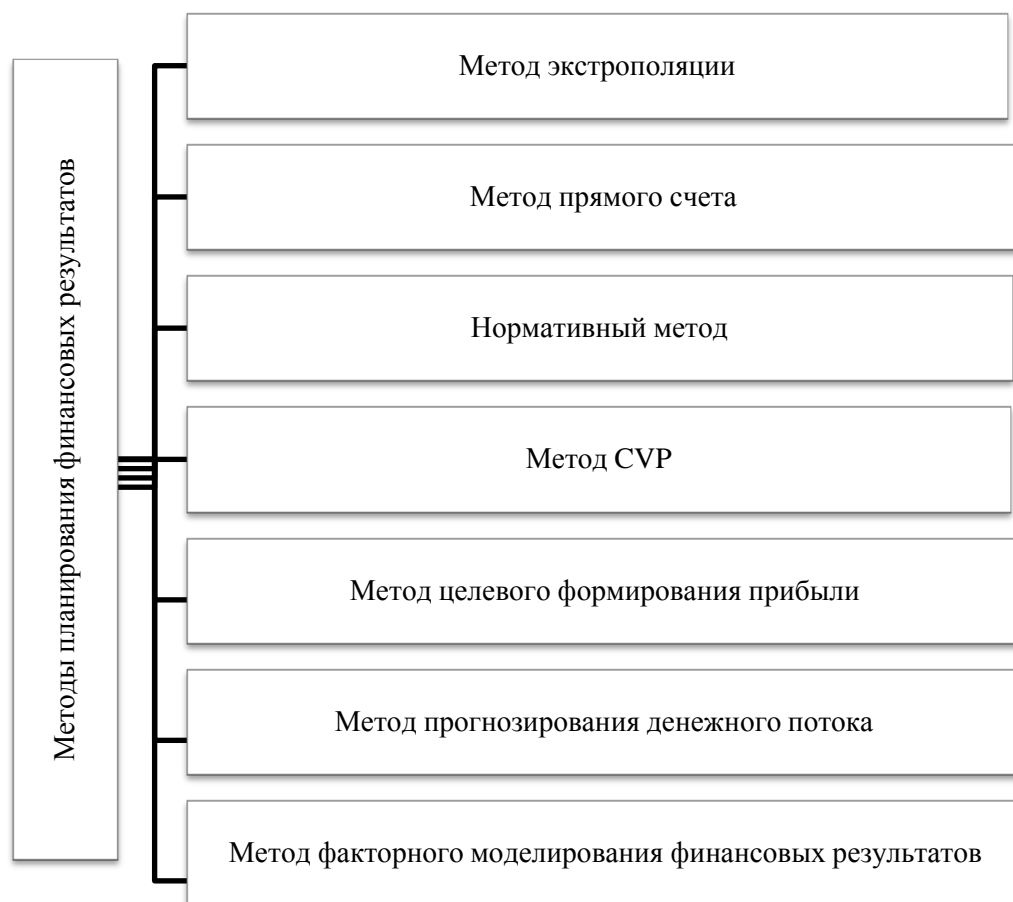 Методы планирования финансовых результатов
Метод экстрополяции
Метод прямого счета
Нормативный метод
Метод CVP
Метод целевого формирования прибыли
Метод прогнозирования денежного потока
Метод факторного моделирования финансовых результатов